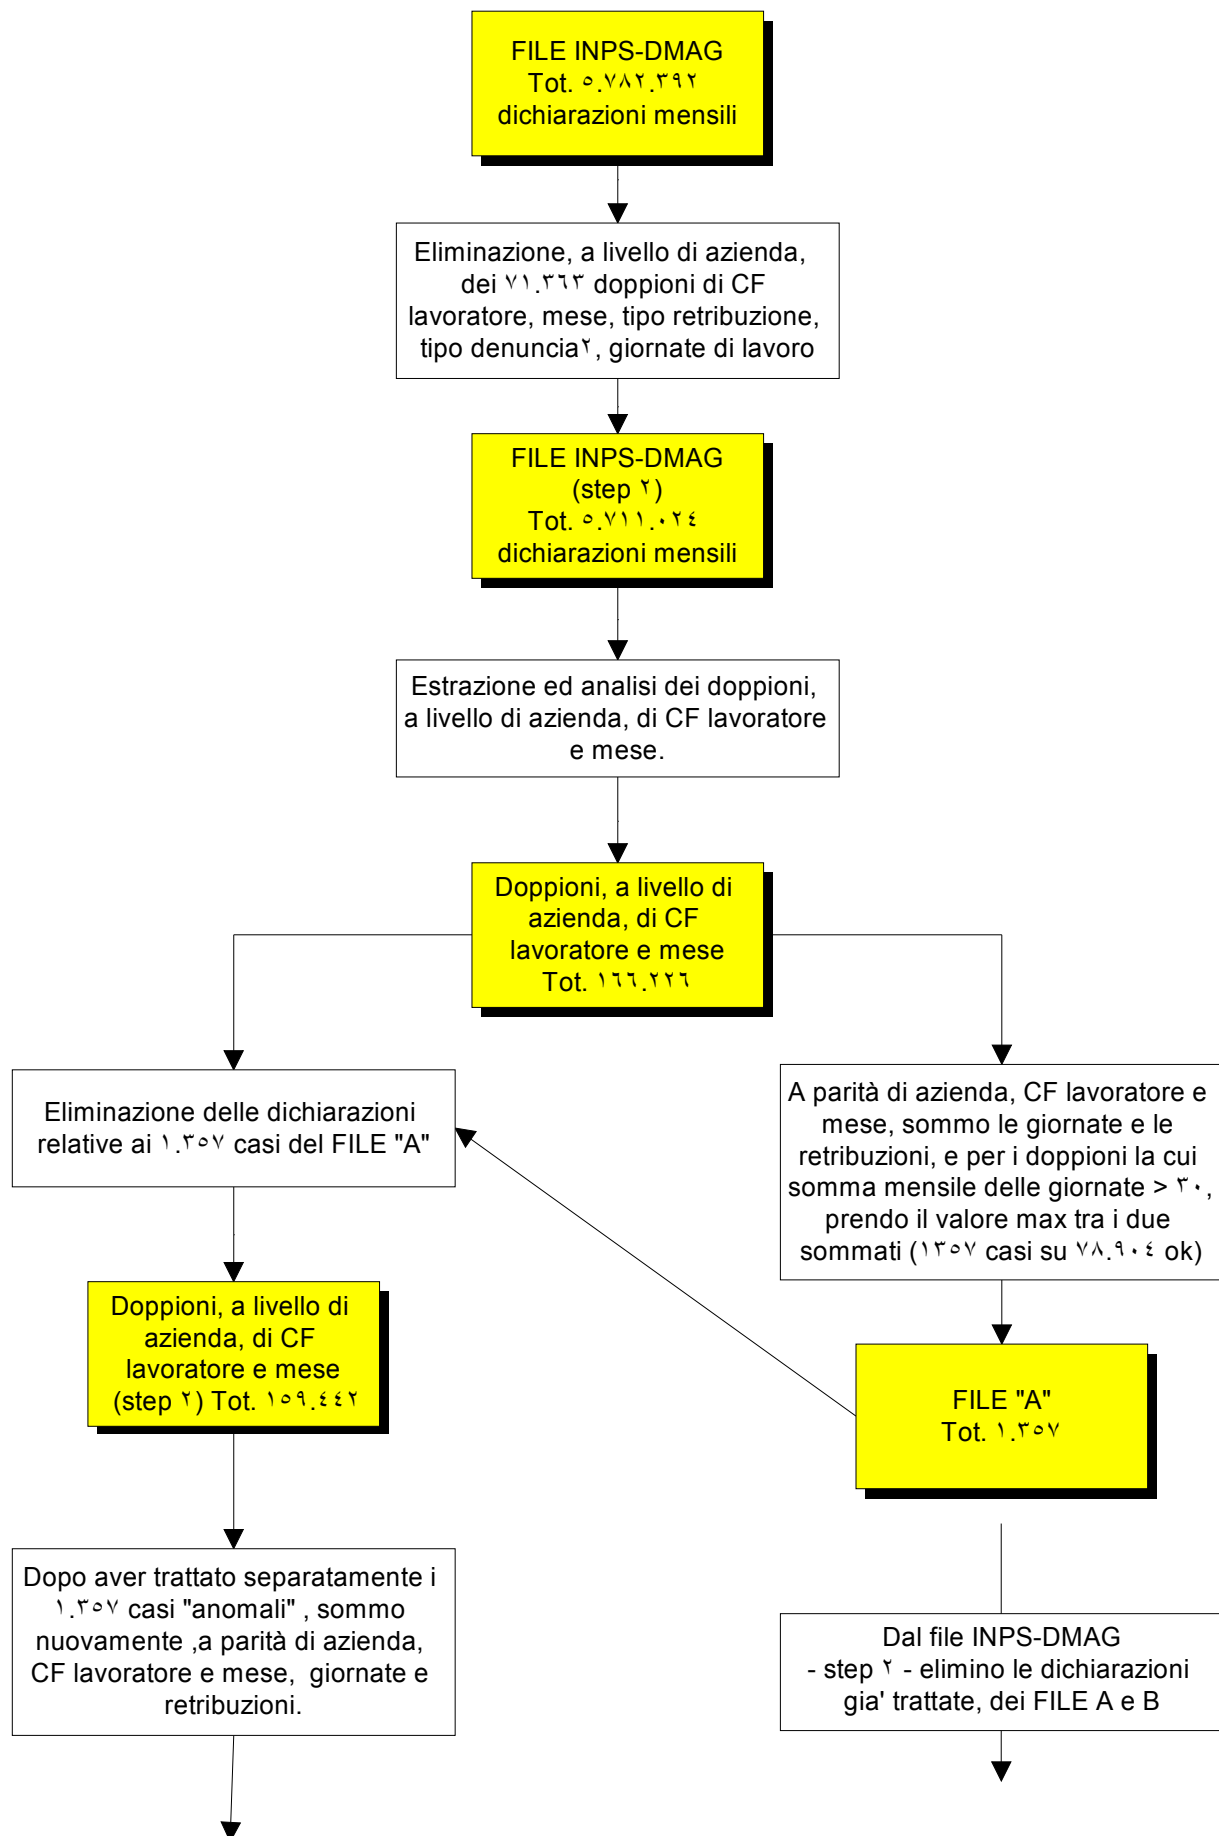 FILE INPS-DMAG
Tot. ٥.٧٨٢.٣٩٢
dichiarazioni mensili
Eliminazione, a livello di azienda,
dei ٧١.٣٦٣ doppioni di CF
lavoratore, mese, tipo retribuzione,
tipo denuncia٢, giornate di lavoro
FILE INPS-DMAG
(step ٢)
Tot. ٥.٧١١.٠٢٤
dichiarazioni mensili
Estrazione ed analisi dei doppioni,
a livello di azienda, di CF lavoratore
e mese.
Doppioni, a livello di
azienda, di CF
lavoratore e mese
Tot. ١٦٦.٢٢٦
Eliminazione delle dichiarazioni
relative ai ١.٣٥٧ casi del FILE "A"
A parità di azienda, CF lavoratore e
mese, sommo le giornate e le
retribuzioni, e per i doppioni la cui
somma mensile delle giornate > ٣٠,
prendo il valore max tra i due
sommati (١٣٥٧ casi su ٧٨.٩٠٤ ok)
Doppioni, a livello di
azienda, di CF
lavoratore e mese
(step ٢) Tot. ١٥٩.٤٤٢
FILE "A"
Tot. ١.٣٥٧
Dopo aver trattato separatamente i
١.٣٥٧ casi "anomali" , sommo
nuovamente ,a parità di azienda,
CF lavoratore e mese, giornate e
retribuzioni.
Dal file INPS-DMAG
- step ٢ - elimino le dichiarazioni
gia' trattate, dei FILE A e B